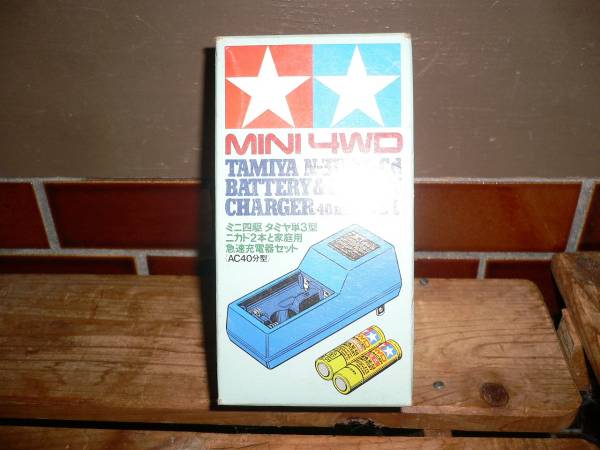 MINI 4WD
TAMIYA
BATTERY &
CHARGER
ミニ四駆 タミヤ単3型
ニカド2本と家庭用
急速充電器セット
(AC40分型)